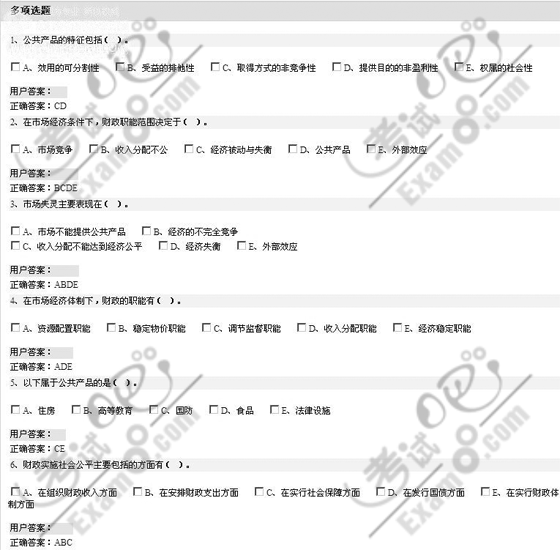 多项选题
1、公共产品的特征包括( )。
A、效用的可分割性 B、受益的排他性 C、取得方式的非竞争性 D、提供目的的非盈利性 E、权属的社会性
用户答案：
正确答案：CD
2、在市场经济条件下，财政职能范围决定于( )。
A、市场竞争 B、收入分配不公 C、经济波动与失衡 D、公共产品 E、外部效应
用户答案：
正确答案：BCDE
3、市场失灵主要表现在( )。
A、市场不能提供公共产品 B、经济的不完全竞争
C、收入分配不能达到经济公平 D、经济失衡 E、外部效应
用户答案：
正确答案：ABDE
4、在市场经济体制下，财政的职能有( )。
A、资源配置职能 B、稳定物价职能 C、调节监督职能 D、收入分配职能 E、经济稳定职能
用户答案：
正确答案：ADE
5、以下属于公共产品的是( )。
A、住房 B、高等教育 C、国防 D、食品 E、法律设施
用户答案：
正确答案：CE
6、财政实施社会公平主要包括的方面有( )。
A、在组织财政收入方面 B、在安排财政支出方面 C、在实行社会保障方面 D、在发行国债方面 E、在实行财政体
制方面
用户答案：
正确答案：ABC
考试
Exam8.com
考试
Exam8.com
考试
Exam8.com
考试
Exam8.com